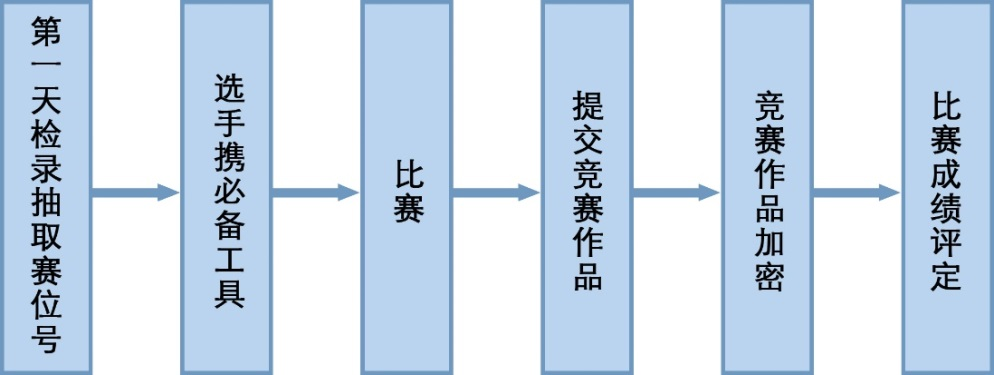 第一天检录抽取赛位号
选手携必备工具
比赛
提交竞赛作品
竞赛作品加密
比赛成绩评定